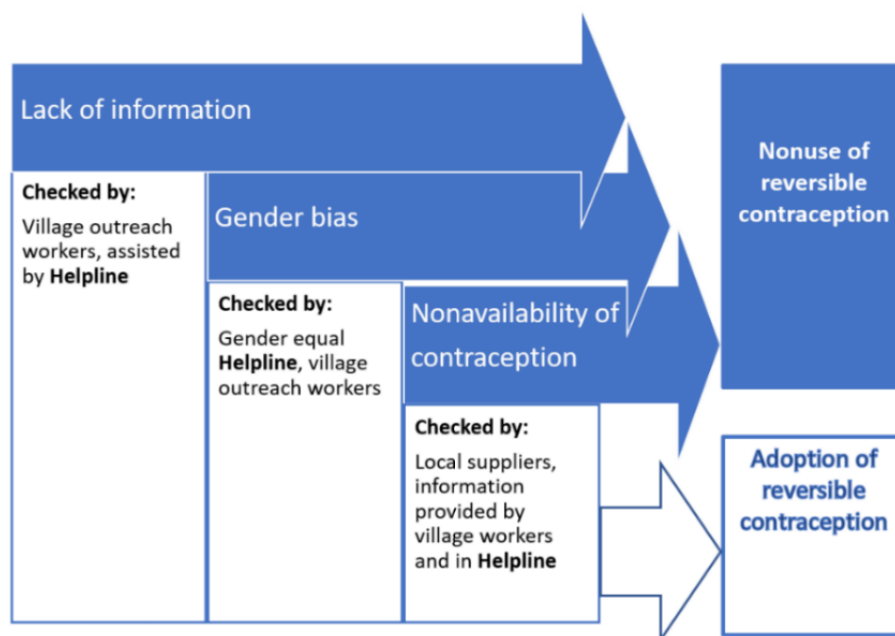 Lack of information
Nonuse of
reversible
contraception
Checked by:
Village outreach
workers, assisted
by Helpline
Gender bias
Checked by:
Gender equal
Helpline, village
outreach workers
Nonavailability of
contraception
Checked by:
Local suppliers,
information
provided by
village workers
and in Helpline
Adoption of
reversible
contraception